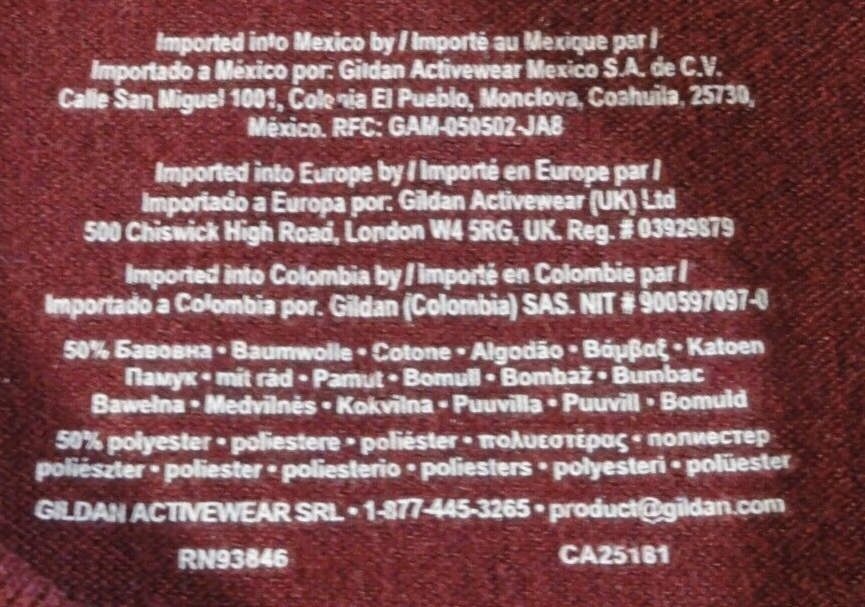 Imported into Mexico by / Importé au Mexique par /
Importado a México por: Gildan Activewear Mexico S.A. de C.V.
Calle San Miguel 1001, Colonia El Pueblo, Monclova, Coahuila, 25730,
México. RFC: GAM-050502-JA8
Imported into Europe by / Importé en Europe par /
Importado a Europa por: Gildan Activewear (UK) Ltd
500 Chiswick High Road, London W4 5RG, UK. Reg. # 03929879
Imported into Colombia by / Importé en Colombie par /
Importado a Colombia por. Gildan (Colombia) SAS. NIT # 900597097-0
50% Бавовна • Baumwolle • Cotone • Algodão • Βάμβαξ • Katoen
Памук • mit rád • Pamut • Bomull • Bombaž • Bumbac
Bawełna • Medvilnės • Kokvilna • Puuvilla • Puuvill • Bomuld
50% polyester • poliestere • poliéster • πολυεστέρας • полиестер
poliészter • poliester • poliesterio • poliesters • polyesteri • polüester
GILDAN ACTIVEWEAR SRL • 1-877-445-3265 • product@gildan.com
RN93846 CA25181